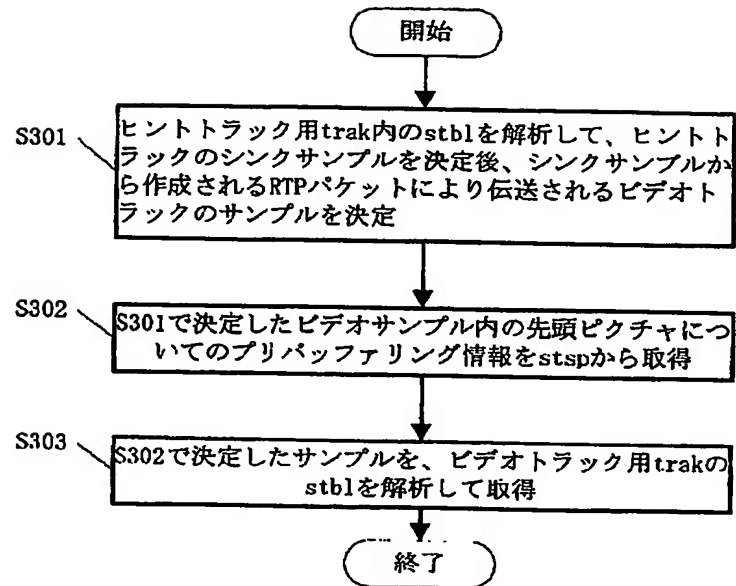 開始
S301
ヒントトラック用trak内のstblを解析して、ヒントト
ラックのシンクサンプルを決定後、シンクサンプルか
ら作成されるRTPパケットにより伝送されるビデオト
ラックのサンプルを決定
S302
S301で決定したビデオサンプル内の先頭ピクチャにつ
いてのプリバッファリング情報をstspから取得
S303
S302で決定したサンプルを、ビデオトラック用trakの
stblを解析して取得
終了